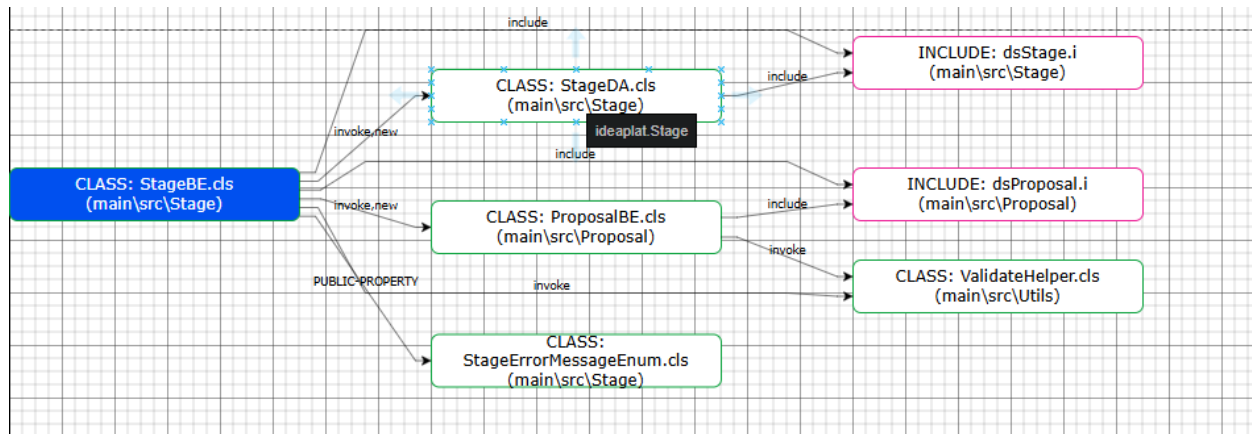 include
CLASS: StageDA.cls
(main\src\Stage)
INCLUDE: dsStage.i
(main\src\Stage)
include
invoke,new
ideaplat.Stage
include
CLASS: StageBE.cls
(main\src\Stage)
INCLUDE: dsProposal.i
(main\src\Proposal)
invoke,new
CLASS: ProposalBE.cls
(main\src\Proposal)
include
invoke
PUBLIC-PROPERTY
invoke
CLASS: ValidateHelper.cls
(main\src\Utils)
CLASS:
StageErrorMessageEnum.cls
(main\src\Stage)